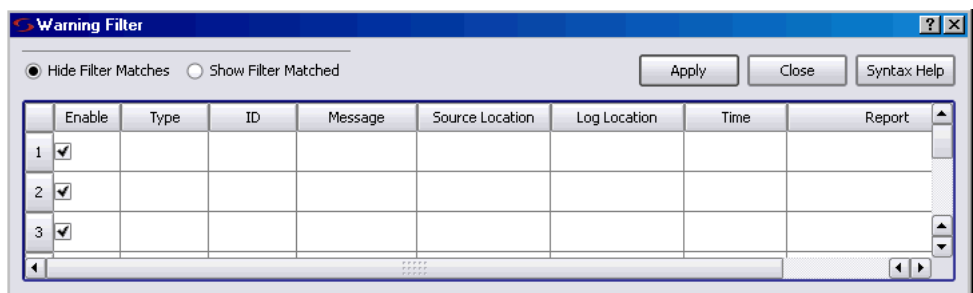 Warning Filter
Hide Filter Matches Show Filter Matched Apply Close Syntax Help
Enable Type ID Message Source Location Log Location Time Report
1
2
3